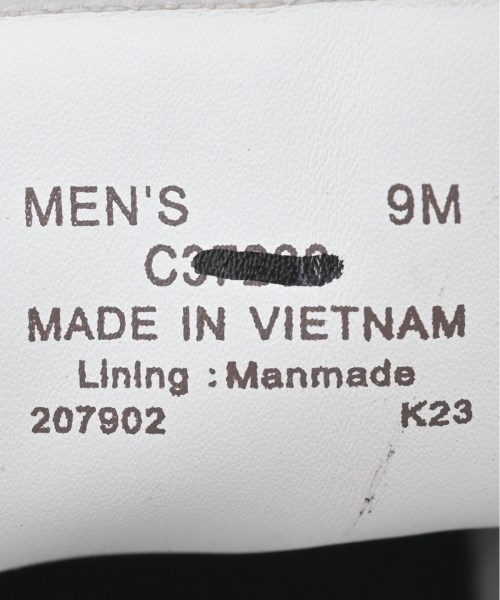 MEN'S 9M
MADE IN VIETNAM
Lining : Manmade
207902 K23